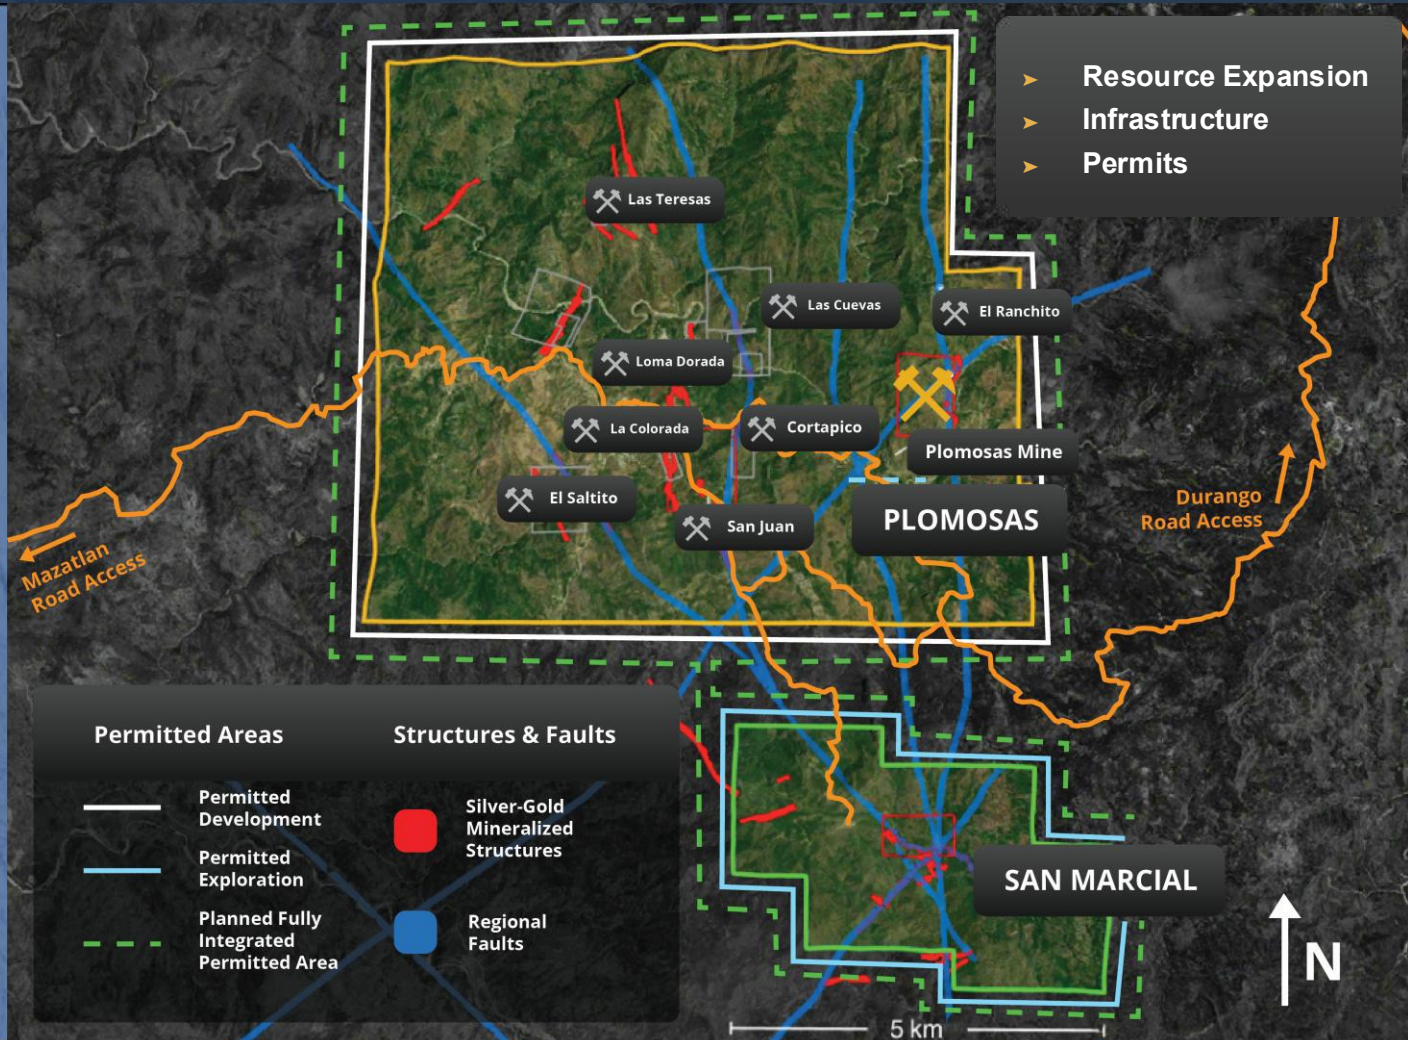 ➤ Resource Expansion
➤ Infrastructure
➤ Permits
Las Teresas
Las Cuevas
El Ranchito
Loma Dorada
La Colorada
Cortapico
Plomosas Mine
El Saltito
San Juan
PLOMOSAS
Durango
Road Access
Mazatlan
Road Access
Permitted Areas
Permitted
Development
Permitted
Exploration
Planned Fully
Integrated
Permitted Area
Structures & Faults
Silver-Gold
Mineralized
Structures
Regional
Faults
SAN MARCIAL
N
5 km